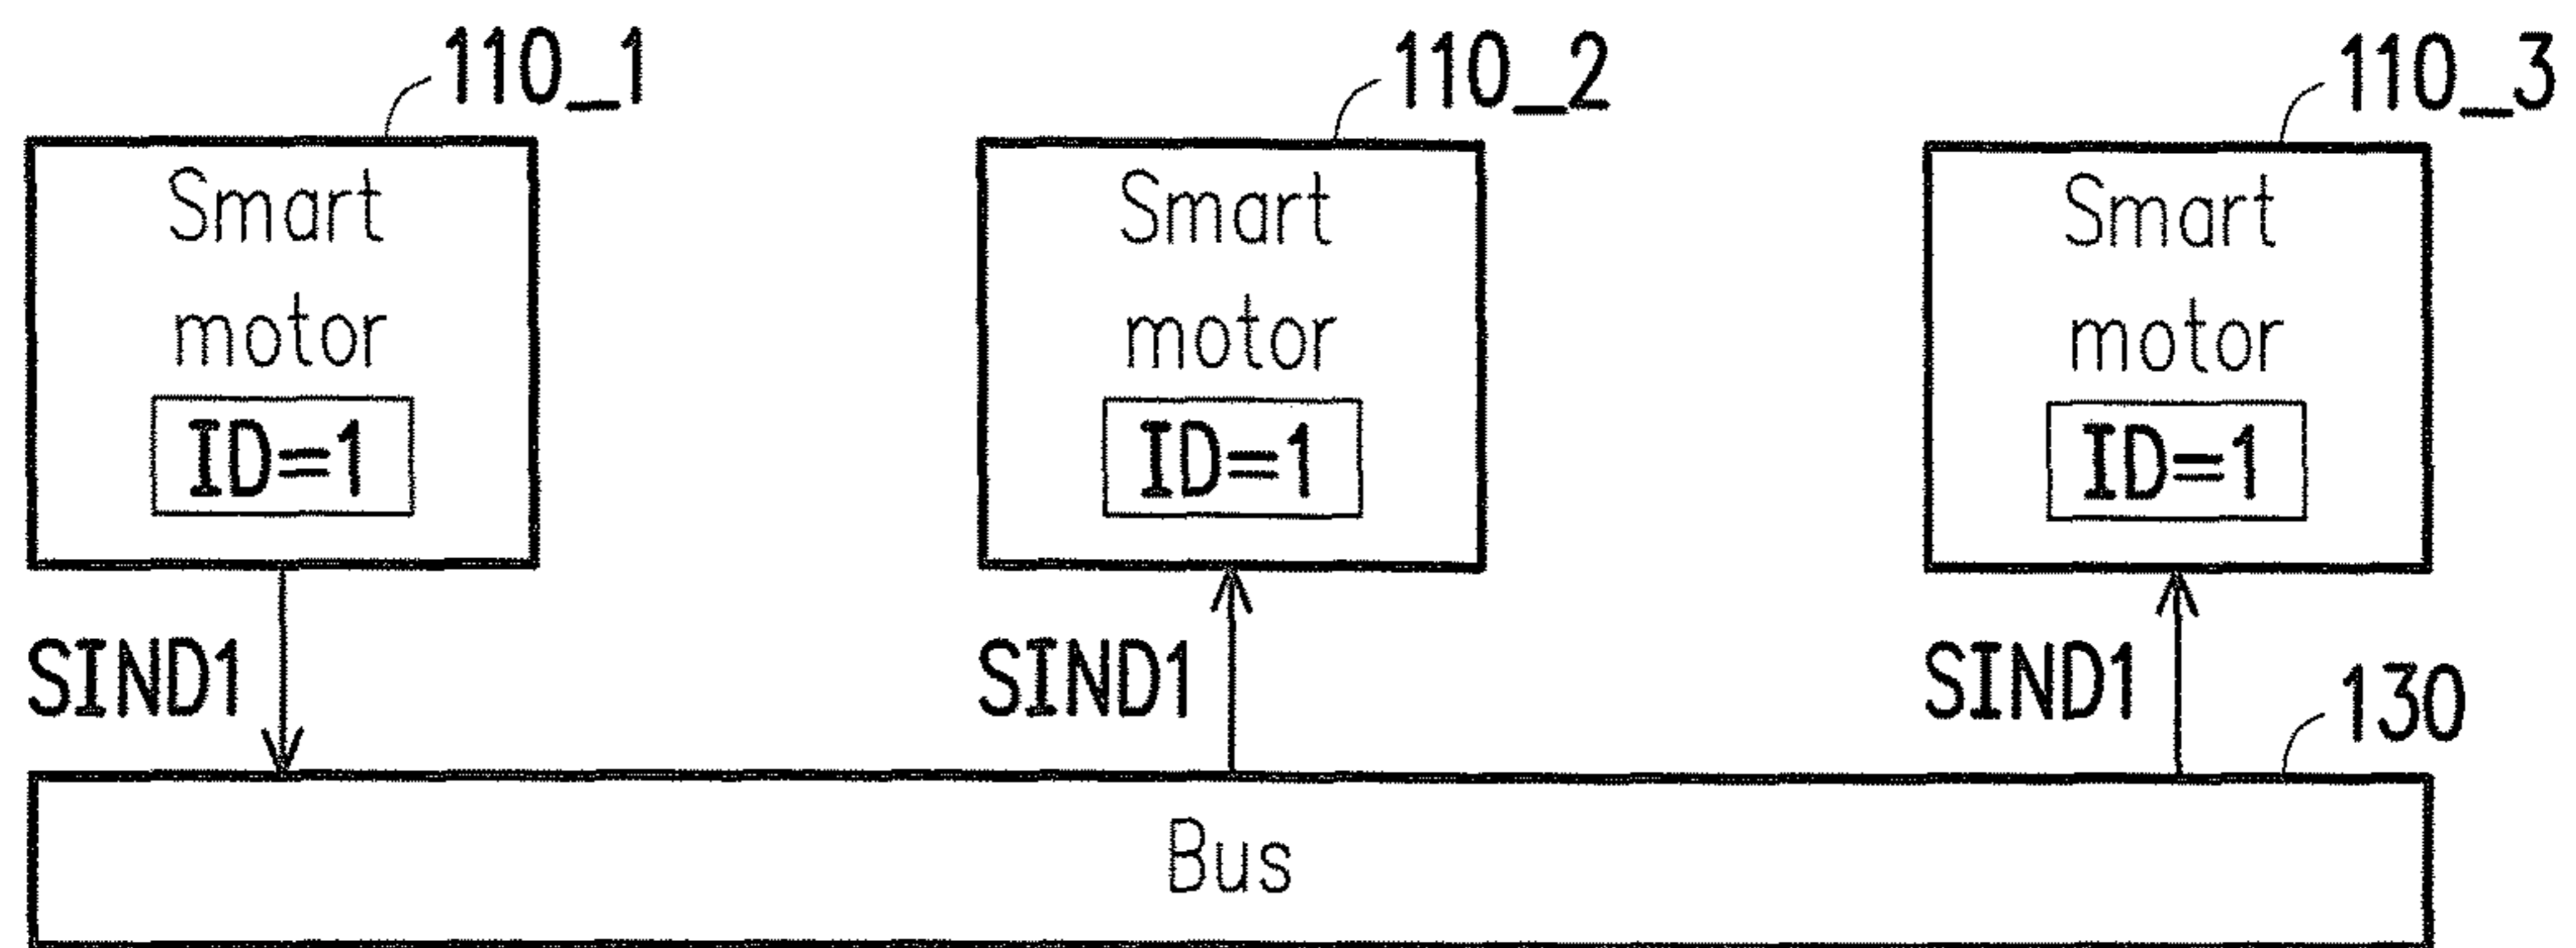 110_1
110_2
110_3
Smart
motor
ID=1
Smart
motor
ID=1
Smart
motor
ID=1
SIND1
SIND1
SIND1
130
Bus